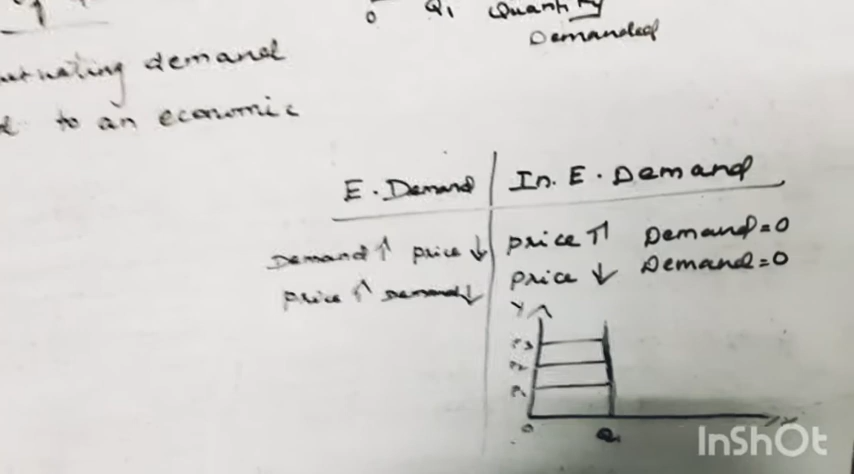 0 Q1 Quantity
Demanded
demand
to an economic
E. Demand In. E. Demand
Demand ↑ price ↓ price ↑ Demand = 0
price ↑ Demand ↓ price ↓ Demand = 0
Y
0 Q1
InShOt